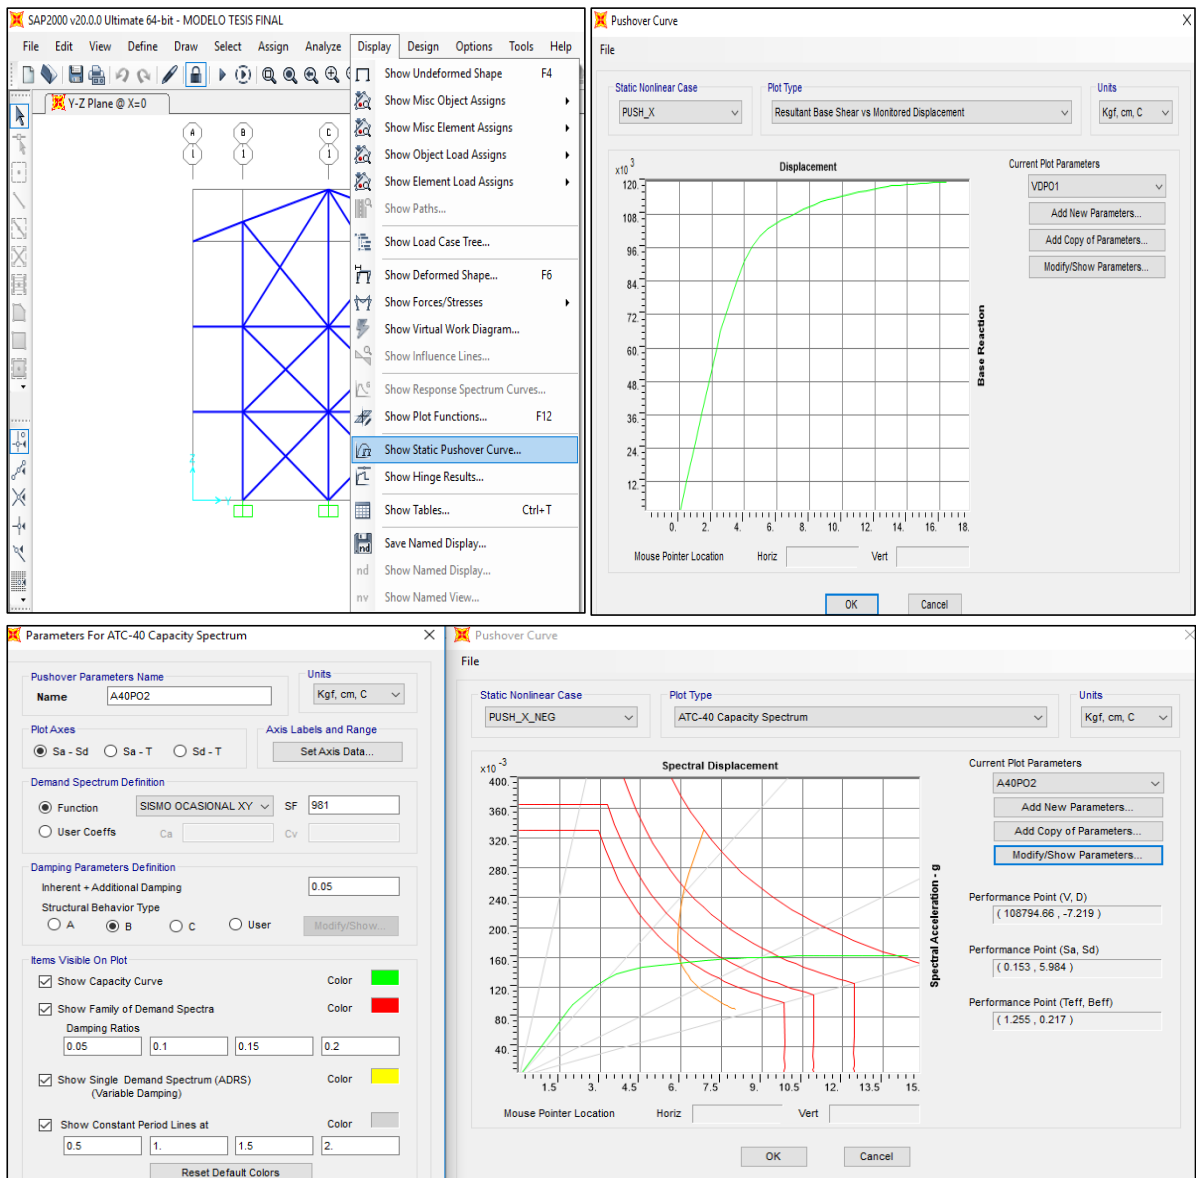 SAP2000 v20.0.0 Ultimate 64-bit - MODELO TESIS FINAL
File Edit View Define Draw Select Assign Analyze Display Design Options Tools Help
Y-Z Plane @ X=0
A B C
1 1 1
Z
Y
Show Undeformed Shape F4
Show Misc Object Assigns
Show Misc Element Assigns
Show Object Load Assigns
Show Element Load Assigns
Show Paths...
Show Load Case Tree...
Show Deformed Shape... F6
Show Forces/Stresses
Show Virtual Work Diagram...
Show Influence Lines...
Show Response Spectrum Curves...
Show Plot Functions... F12
Show Static Pushover Curve...
Show Hinge Results...
Show Tables... Ctrl+T
Save Named Display...
nd Show Named Display...
nv Show Named View...
Pushover Curve
File
Static Nonlinear Case
PUSH_X
Plot Type
Resultant Base Shear vs Monitored Displacement
Units
Kgf, cm, C
x10 3
Displacement
120.
108.
96.
84.
72.
60.
48.
36.
24.
12.
0. 2. 4. 6. 8. 10. 12. 14. 16. 18.
Base Reaction
Current Plot Parameters
VDPO1
Add New Parameters...
Add Copy of Parameters...
Modify/Show Parameters...
Mouse Pointer Location Horiz Vert
OK Cancel
Parameters For ATC-40 Capacity Spectrum
Pushover Parameters Name
Name A40PO2
Units
Kgf, cm, C
Plot Axes
Sa - Sd Sa - T Sd - T
Axis Labels and Range
Set Axis Data...
Demand Spectrum Definition
Function SISMO OCASIONAL XY SF 981
User Coeffs Ca Cv
Damping Parameters Definition
Inherent + Additional Damping 0.05
Structural Behavior Type
A B C User Modify/Show...
Items Visible On Plot
Show Capacity Curve Color
Show Family of Demand Spectra Color
Damping Ratios
0.05 0.1 0.15 0.2
Show Single Demand Spectrum (ADRS) Color
(Variable Damping)
Show Constant Period Lines at Color
0.5 1. 1.5 2.
Reset Default Colors
Pushover Curve
File
Static Nonlinear Case
PUSH_X_NEG
Plot Type
ATC-40 Capacity Spectrum
Units
Kgf, cm, C
x10 -3
Spectral Displacement
400.
360.
320.
280.
240.
200.
160.
120.
80.
40.
1.5 3. 4.5 6. 7.5 9. 10.5 12. 13.5 15.
Spectral Acceleration - g
Current Plot Parameters
A40PO2
Add New Parameters...
Add Copy of Parameters...
Modify/Show Parameters...
Performance Point (V, D)
( 108794.66 , -7.219 )
Performance Point (Sa, Sd)
( 0.153 , 5.984 )
Performance Point (Teff, Beff)
( 1.255 , 0.217 )
Mouse Pointer Location Horiz Vert
OK Cancel